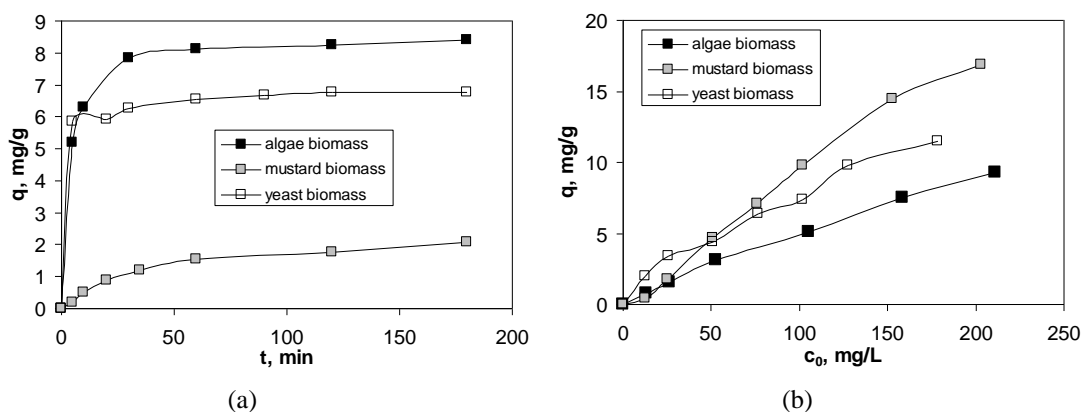 9
8
7
6
5
4
3
2
1
0
q, mg/g
algae biomass
mustard biomass
yeast biomass
0 50 100 150 200
t, min
(a)
20
15
10
5
0
q, mg/g
algae biomass
mustard biomass
yeast biomass
0 50 100 150 200 250
c₀, mg/L
(b)